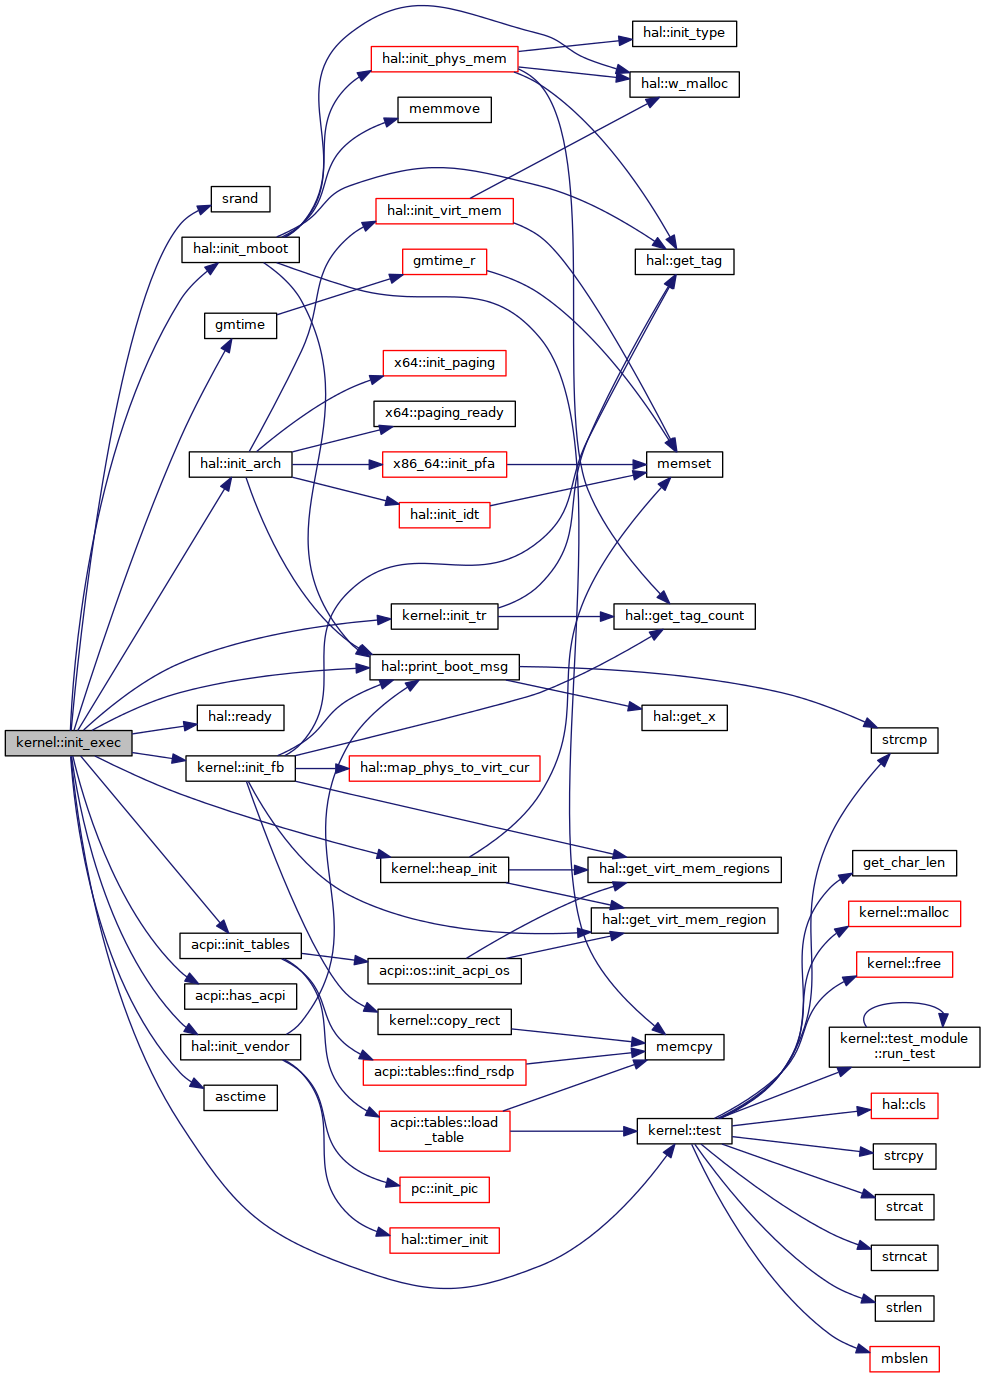 hal::init_type
hal::init_phys_mem
hal::w_malloc
memmove
srand
hal::init_virt_mem
hal::init_mboot
gmtime_r
hal::get_tag
gmtime
x64::init_paging
x64::paging_ready
hal::init_arch
x86_64::init_pfa
memset
hal::init_idt
kernel::init_tr
hal::get_tag_count
hal::print_boot_msg
hal::ready
hal::get_x
kernel::init_exec
strcmp
kernel::init_fb
hal::map_phys_to_virt_cur
get_char_len
kernel::heap_init
hal::get_virt_mem_regions
kernel::malloc
hal::get_virt_mem_region
acpi::init_tables
kernel::free
acpi::os::init_acpi_os
acpi::has_acpi
kernel::copy_rect
kernel::test_module
::run_test
hal::init_vendor
memcpy
acpi::tables::find_rsdp
asctime
hal::cls
acpi::tables::load
_table
kernel::test
strcpy
pc::init_pic
strcat
hal::timer_init
strncat
strlen
mbslen